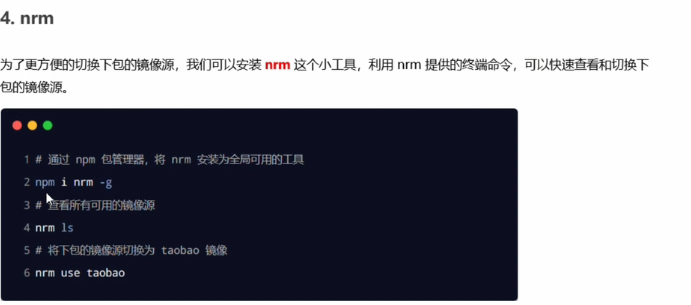 4. nrm
为了更方便的切换下包的镜像源，我们可以安装 nrm 这个小工具，利用 nrm 提供的终端命令，可以快速查看和切换下
包的镜像源。
1 # 通过 npm 包管理器，将 nrm 安装为全局可用的工具
2 npm i nrm -g
3 # 查看所有可用的镜像源
4 nrm ls
5 # 将下包的镜像源切换为 taobao 镜像
6 nrm use taobao